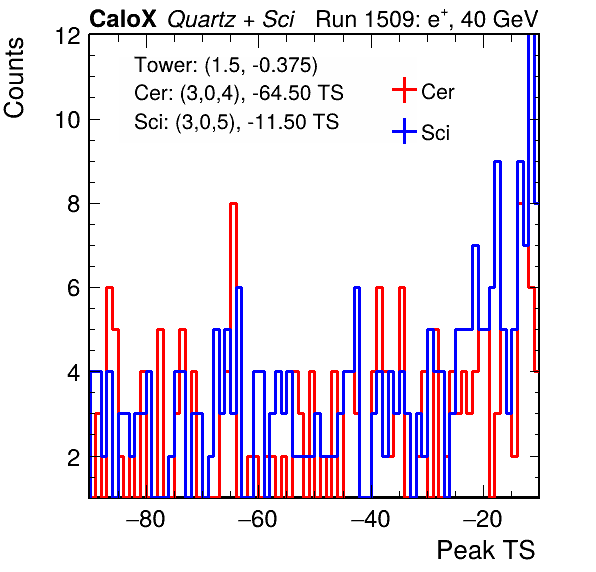 CaloX Quartz + Sci Run 1509: e⁺, 40 GeV
Counts
12
10
8
6
4
2
Tower: (1.5, -0.375)
Cer: (3,0,4), -64.50 TS
Sci: (3,0,5), -11.50 TS
Cer
Sci
−80 −60 −40 −20
Peak TS